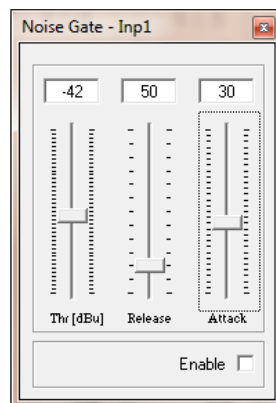 Noise Gate - Inp1
-42 50 30
Thr[dBu] Release Attack
Enable